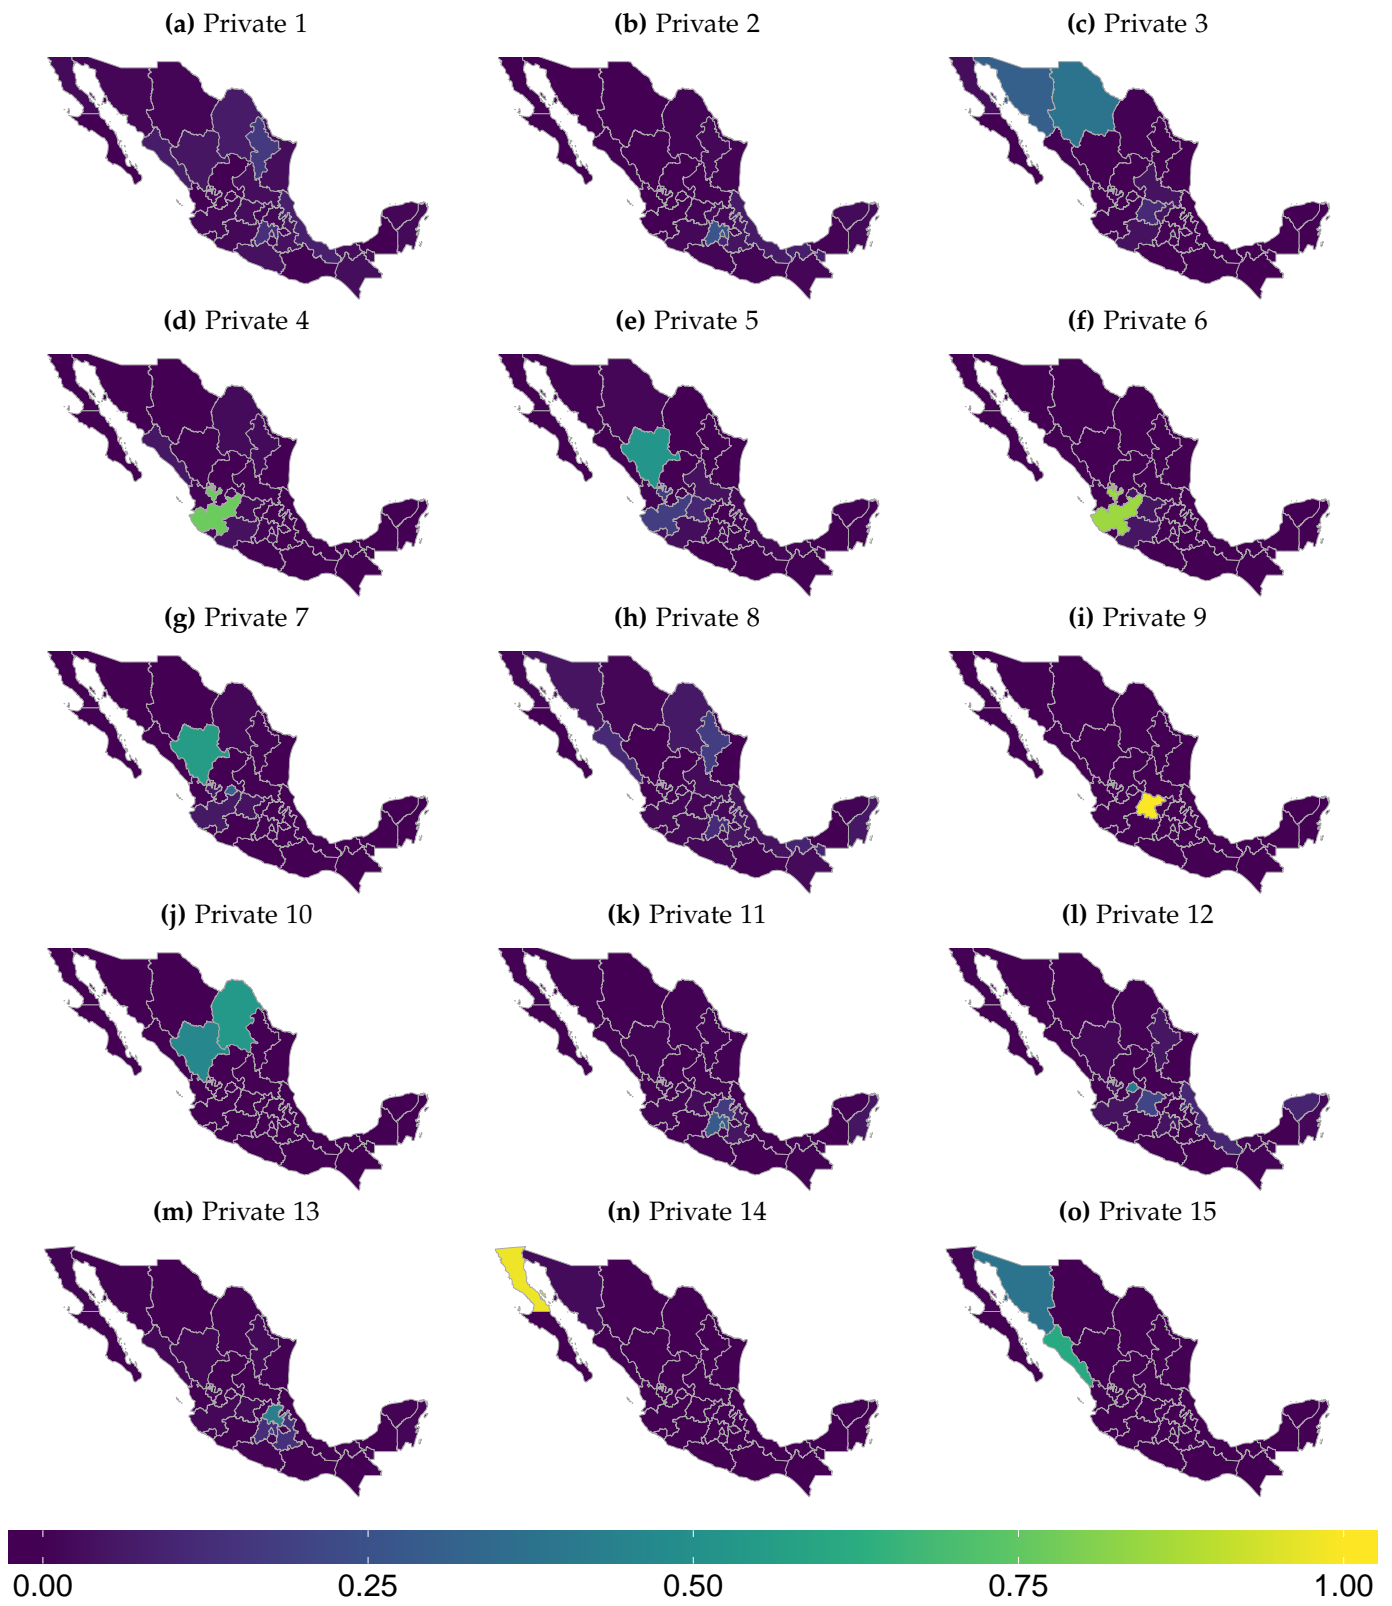 (a) Private 1
(b) Private 2
(c) Private 3
(d) Private 4
(e) Private 5
(f) Private 6
(g) Private 7
(h) Private 8
(i) Private 9
(j) Private 10
(k) Private 11
(l) Private 12
(m) Private 13
(n) Private 14
(o) Private 15
0.00 0.25 0.50 0.75 1.00